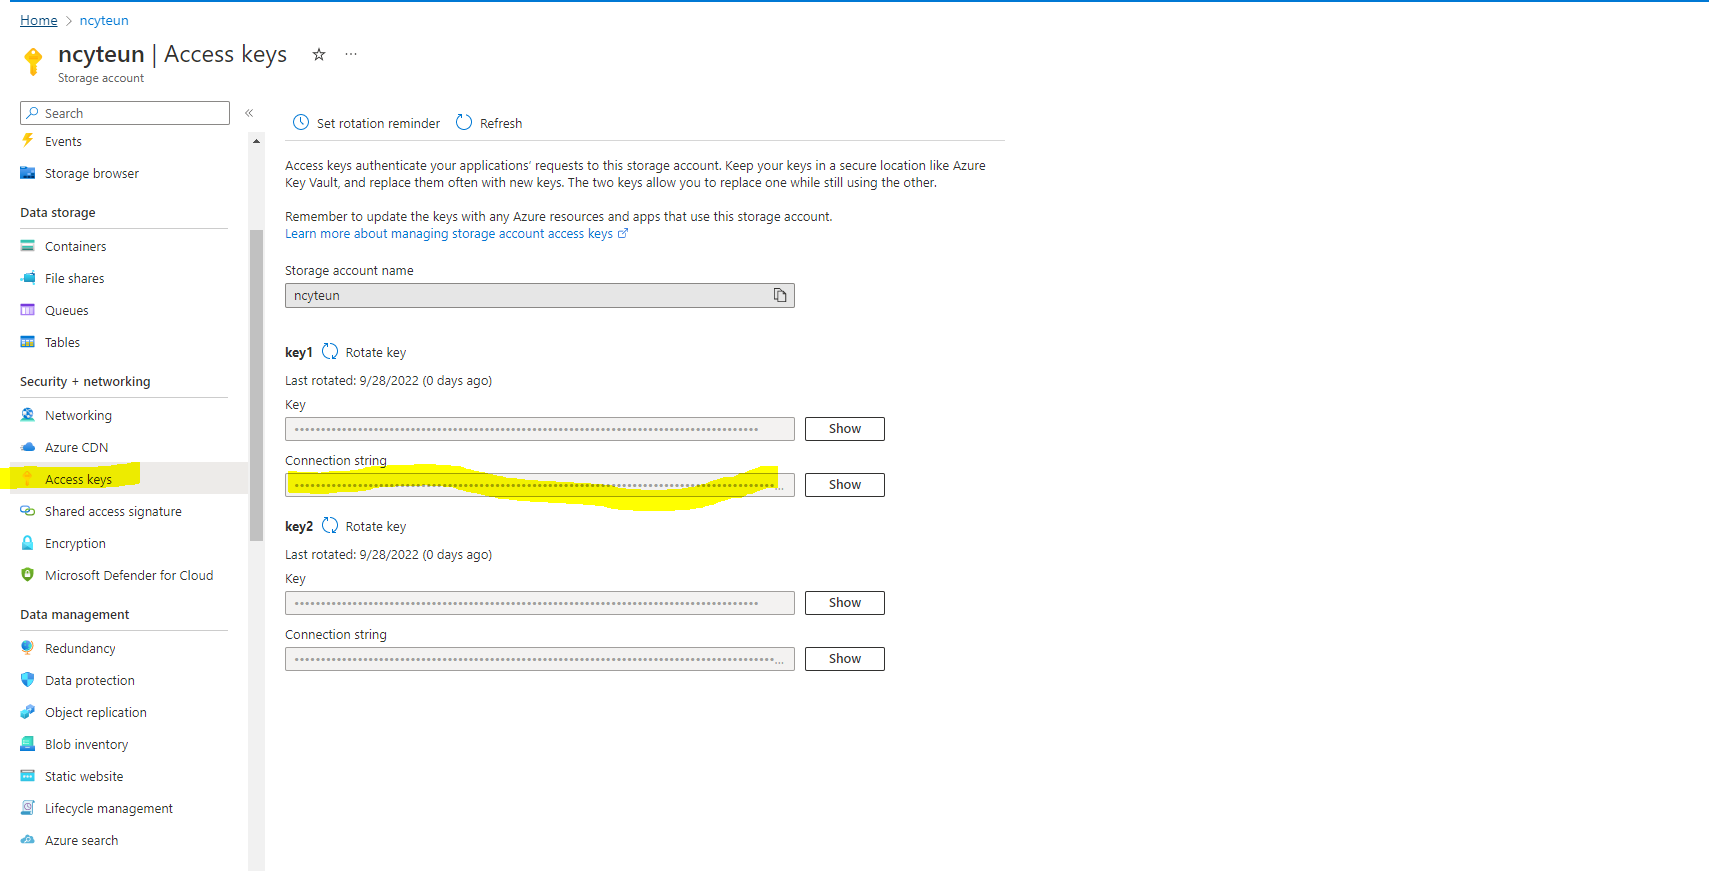 Home > ncyteun
ncyteun | Access keys ☆ ...
Storage account
Search «
Events
Storage browser
Data storage
Containers
File shares
Queues
Tables
Security + networking
Networking
Azure CDN
Access keys
Shared access signature
Encryption
Microsoft Defender for Cloud
Data management
Redundancy
Data protection
Object replication
Blob inventory
Static website
Lifecycle management
Azure search
Set rotation reminder Refresh
Access keys authenticate your applications' requests to this storage account. Keep your keys in a secure location like Azure
Key Vault, and replace them often with new keys. The two keys allow you to replace one while still using the other.
Remember to update the keys with any Azure resources and apps that use this storage account.
Learn more about managing storage account access keys
Storage account name
ncyteun
key1 Rotate key
Last rotated: 9/28/2022 (0 days ago)
Key
Show
Connection string
... Show
key2 Rotate key
Last rotated: 9/28/2022 (0 days ago)
Key
Show
Connection string
... Show